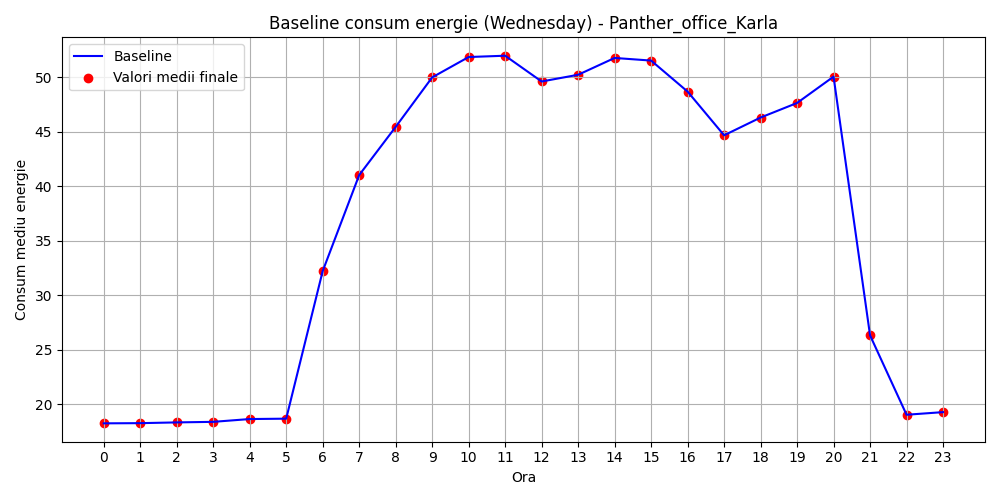 Baseline consum energie (Wednesday) - Panther_office_Karla
Baseline
Valori medii finale
Consum mediu energie
50
45
40
35
30
25
20
0 1 2 3 4 5 6 7 8 9 10 11 12 13 14 15 16 17 18 19 20 21 22 23
Ora